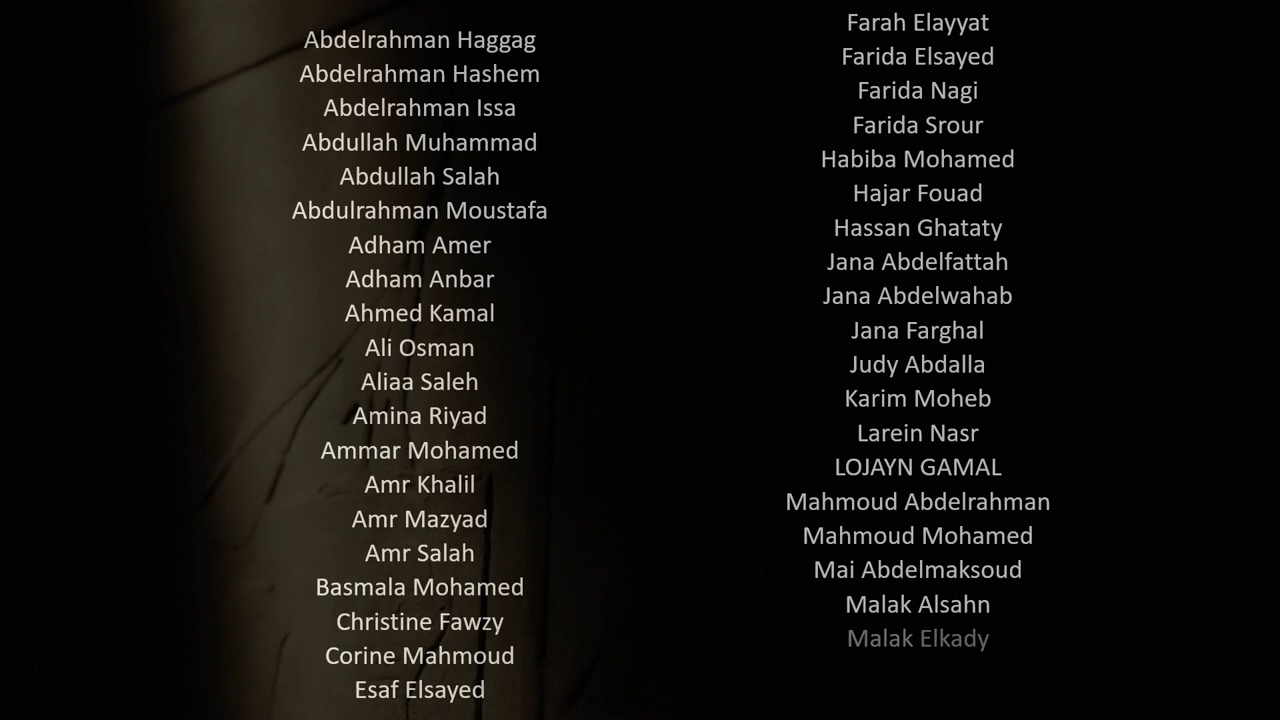 Abdelrahman Haggag
Abdelrahman Hashem
Abdelrahman Issa
Abdullah Muhammad
Abdullah Salah
Abdulrahman Moustafa
Adham Amer
Adham Anbar
Ahmed Kamal
Ali Osman
Aliaa Saleh
Amina Riyad
Ammar Mohamed
Amr Khalil
Amr Mazyad
Amr Salah
Basmala Mohamed
Christine Fawzy
Corine Mahmoud
Esaf Elsayed
Farah Elayyat
Farida Elsayed
Farida Nagi
Farida Srour
Habiba Mohamed
Hajar Fouad
Hassan Ghataty
Jana Abdelfattah
Jana Abdelwahab
Jana Farghal
Judy Abdalla
Karim Moheb
Larein Nasr
LOJAYN GAMAL
Mahmoud Abdelrahman
Mahmoud Mohamed
Mai Abdelmaksoud
Malak Alsahn
Malak Elkady